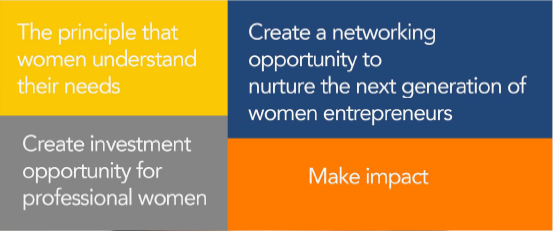 The principle that
women understand
their needs
Create a networking
opportunity to
nurture the next generation of
women entrepreneurs
Create investment
opportunity for
professional women
Make impact